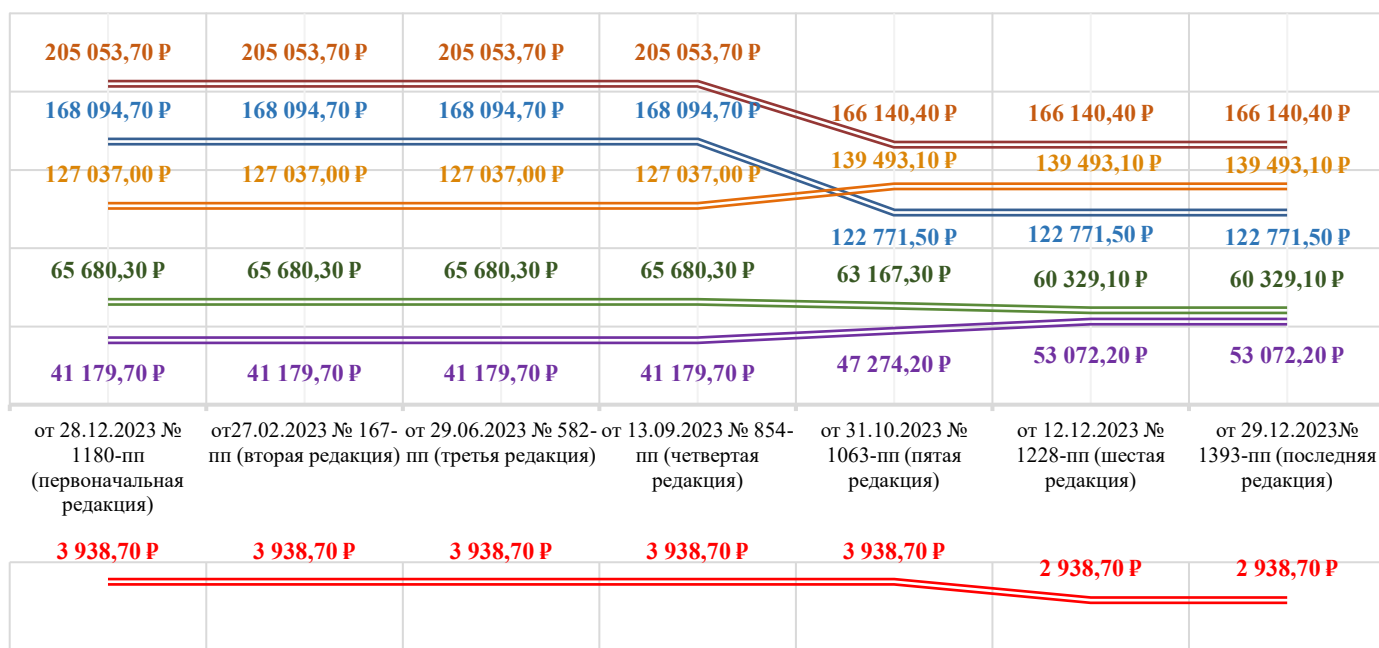 205 053,70 ₽ 205 053,70 ₽ 205 053,70 ₽ 205 053,70 ₽
168 094,70 ₽ 168 094,70 ₽ 168 094,70 ₽ 168 094,70 ₽ 166 140,40 ₽ 166 140,40 ₽ 166 140,40 ₽
127 037,00 ₽ 127 037,00 ₽ 127 037,00 ₽ 127 037,00 ₽ 139 493,10 ₽ 139 493,10 ₽ 139 493,10 ₽
122 771,50 ₽ 122 771,50 ₽ 122 771,50 ₽
65 680,30 ₽ 65 680,30 ₽ 65 680,30 ₽ 65 680,30 ₽ 63 167,30 ₽ 60 329,10 ₽ 60 329,10 ₽
41 179,70 ₽ 41 179,70 ₽ 41 179,70 ₽ 41 179,70 ₽ 47 274,20 ₽ 53 072,20 ₽ 53 072,20 ₽
от 28.12.2023 №
1180-пп
(первоначальная
редакция)
от27.02.2023 № 167-
пп (вторая редакция)
от 29.06.2023 № 582-
пп (третья редакция)
от 13.09.2023 № 854-
пп (четвертая
редакция)
от 31.10.2023 №
1063-пп (пятая
редакция)
от 12.12.2023 №
1228-пп (шестая
редакция)
от 29.12.2023№
1393-пп (последняя
редакция)
3 938,70 ₽ 3 938,70 ₽ 3 938,70 ₽ 3 938,70 ₽ 3 938,70 ₽ 2 938,70 ₽ 2 938,70 ₽